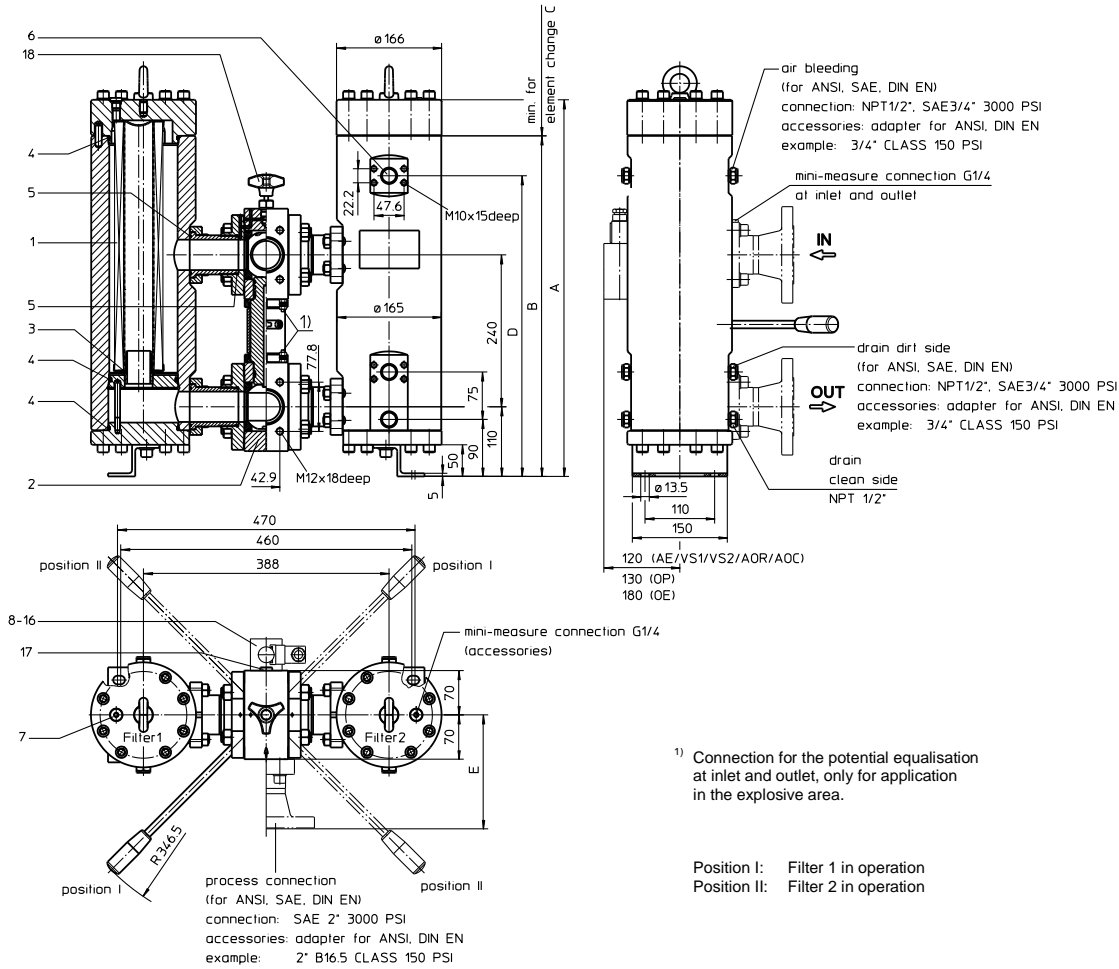 6
18
4
5
1
5
3
4
4
2
ø 166
min. for
element change C
22.2
47.6
M10x15deep
ø 165
1)
77.8
42.9
M12x18deep
240
75
110
90
50
5
D
B
A
air bleeding
(for ANSI, SAE, DIN EN)
connection: NPT1/2", SAE3/4" 3000 PSI
accessories: adapter for ANSI, DIN EN
example: 3/4" CLASS 150 PSI
mini-measure connection G1/4
at inlet and outlet
IN
drain dirt side
(for ANSI, SAE, DIN EN)
connection: NPT1/2", SAE3/4" 3000 PSI
OUT
accessories: adapter for ANSI, DIN EN
example: 3/4" CLASS 150 PSI
drain
clean side
NPT 1/2"
ø 13.5
110
150
120 (AE/VS1/VS2/AOR/AOC)
130 (OP)
180 (OE)
470
460
388
position II
position I
8-16
17
mini-measure connection G1/4
(accessories)
70
70
7
Filter1
Filter2
E
R 346.5
position I
position II
process connection
(for ANSI, SAE, DIN EN)
connection: SAE 2" 3000 PSI
accessories: adapter for ANSI, DIN EN
example: 2" B16.5 CLASS 150 PSI
1) Connection for the potential equalisation
at inlet and outlet, only for application
in the explosive area.
Position I: Filter 1 in operation
Position II: Filter 2 in operation